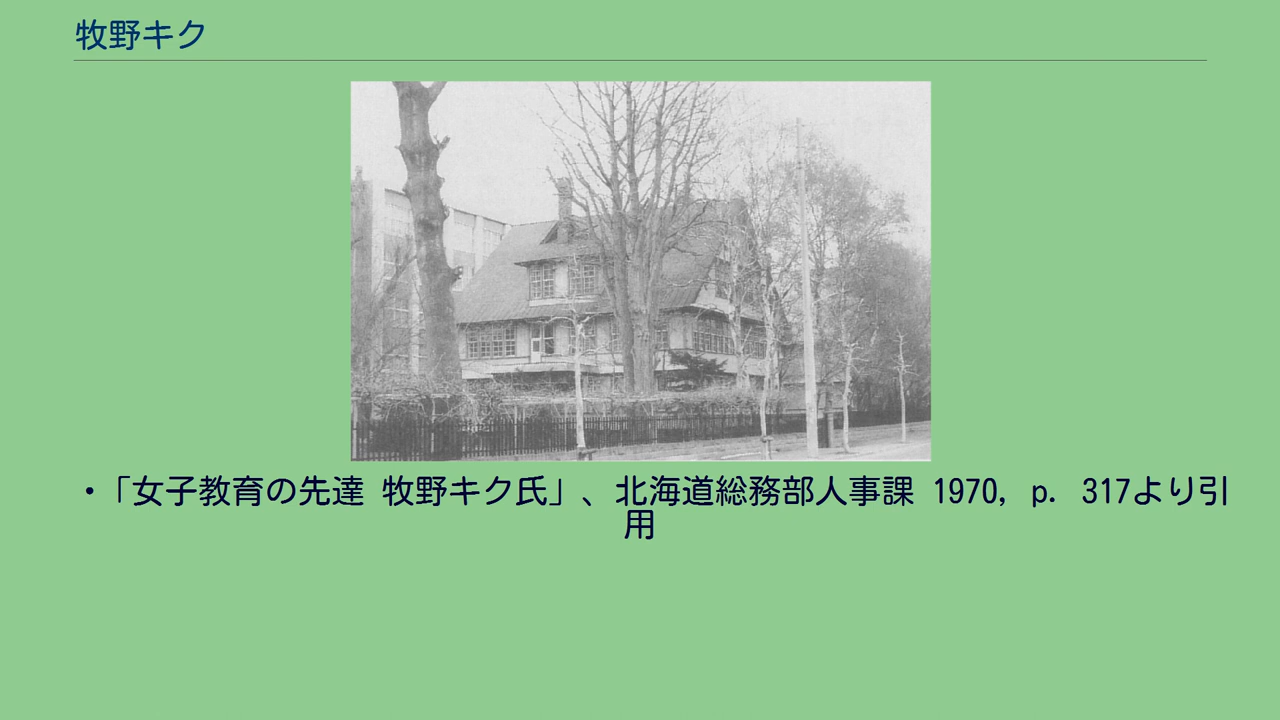 牧野キク
・「女子教育の先達 牧野キク氏」、北海道総務部人事課 1970, p. 317より引
用